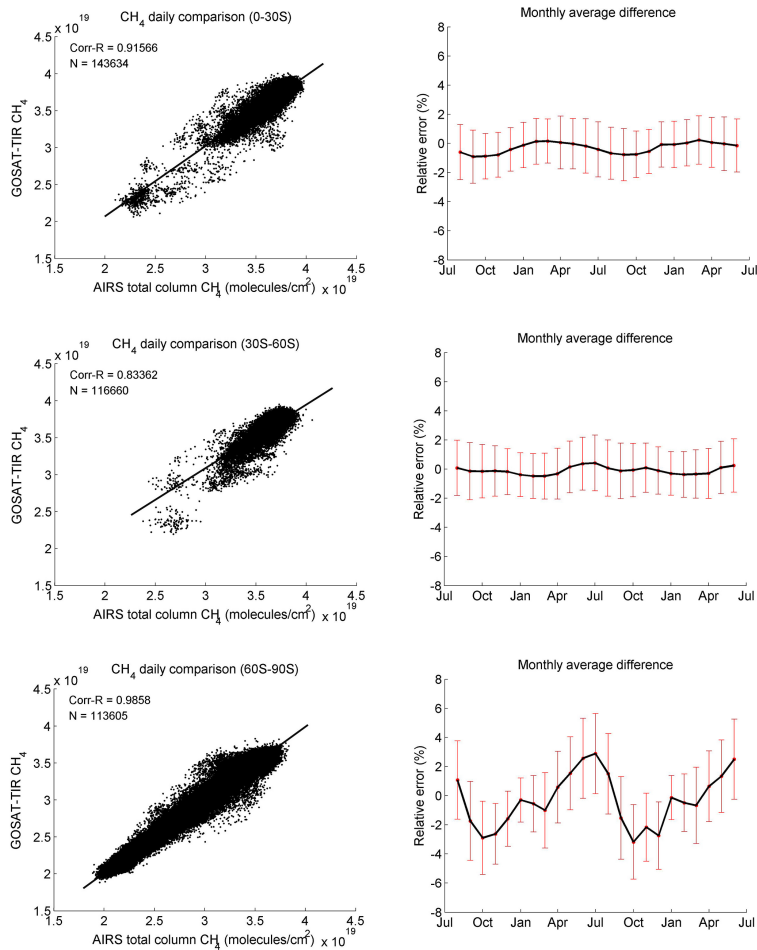 x 10^19
CH4 daily comparison (0-30S)
Corr-R = 0.91566
N = 143634
GOSAT-TIR CH4
4.5
4
3.5
3
2.5
2
1.5
1.5 2 2.5 3 3.5 4 4.5
AIRS total column CH4 (molecules/cm^2) x 10^19
Monthly average difference
Relative error (%)
8
6
4
2
0
-2
-4
-6
-8
Jul Oct Jan Apr Jul Oct Jan Apr Jul
x 10^19
CH4 daily comparison (30S-60S)
Corr-R = 0.83362
N = 116660
GOSAT-TIR CH4
4.5
4
3.5
3
2.5
2
1.5
1.5 2 2.5 3 3.5 4 4.5
AIRS total column CH4 (molecules/cm^2) x 10^19
Monthly average difference
Relative error (%)
8
6
4
2
0
-2
-4
-6
-8
Jul Oct Jan Apr Jul Oct Jan Apr Jul
x 10^19
CH4 daily comparison (60S-90S)
Corr-R = 0.9858
N = 113605
GOSAT-TIR CH4
4.5
4
3.5
3
2.5
2
1.5
1.5 2 2.5 3 3.5 4 4.5
AIRS total column CH4 (molecules/cm^2) x 10^19
Monthly average difference
Relative error (%)
8
6
4
2
0
-2
-4
-6
-8
Jul Oct Jan Apr Jul Oct Jan Apr Jul